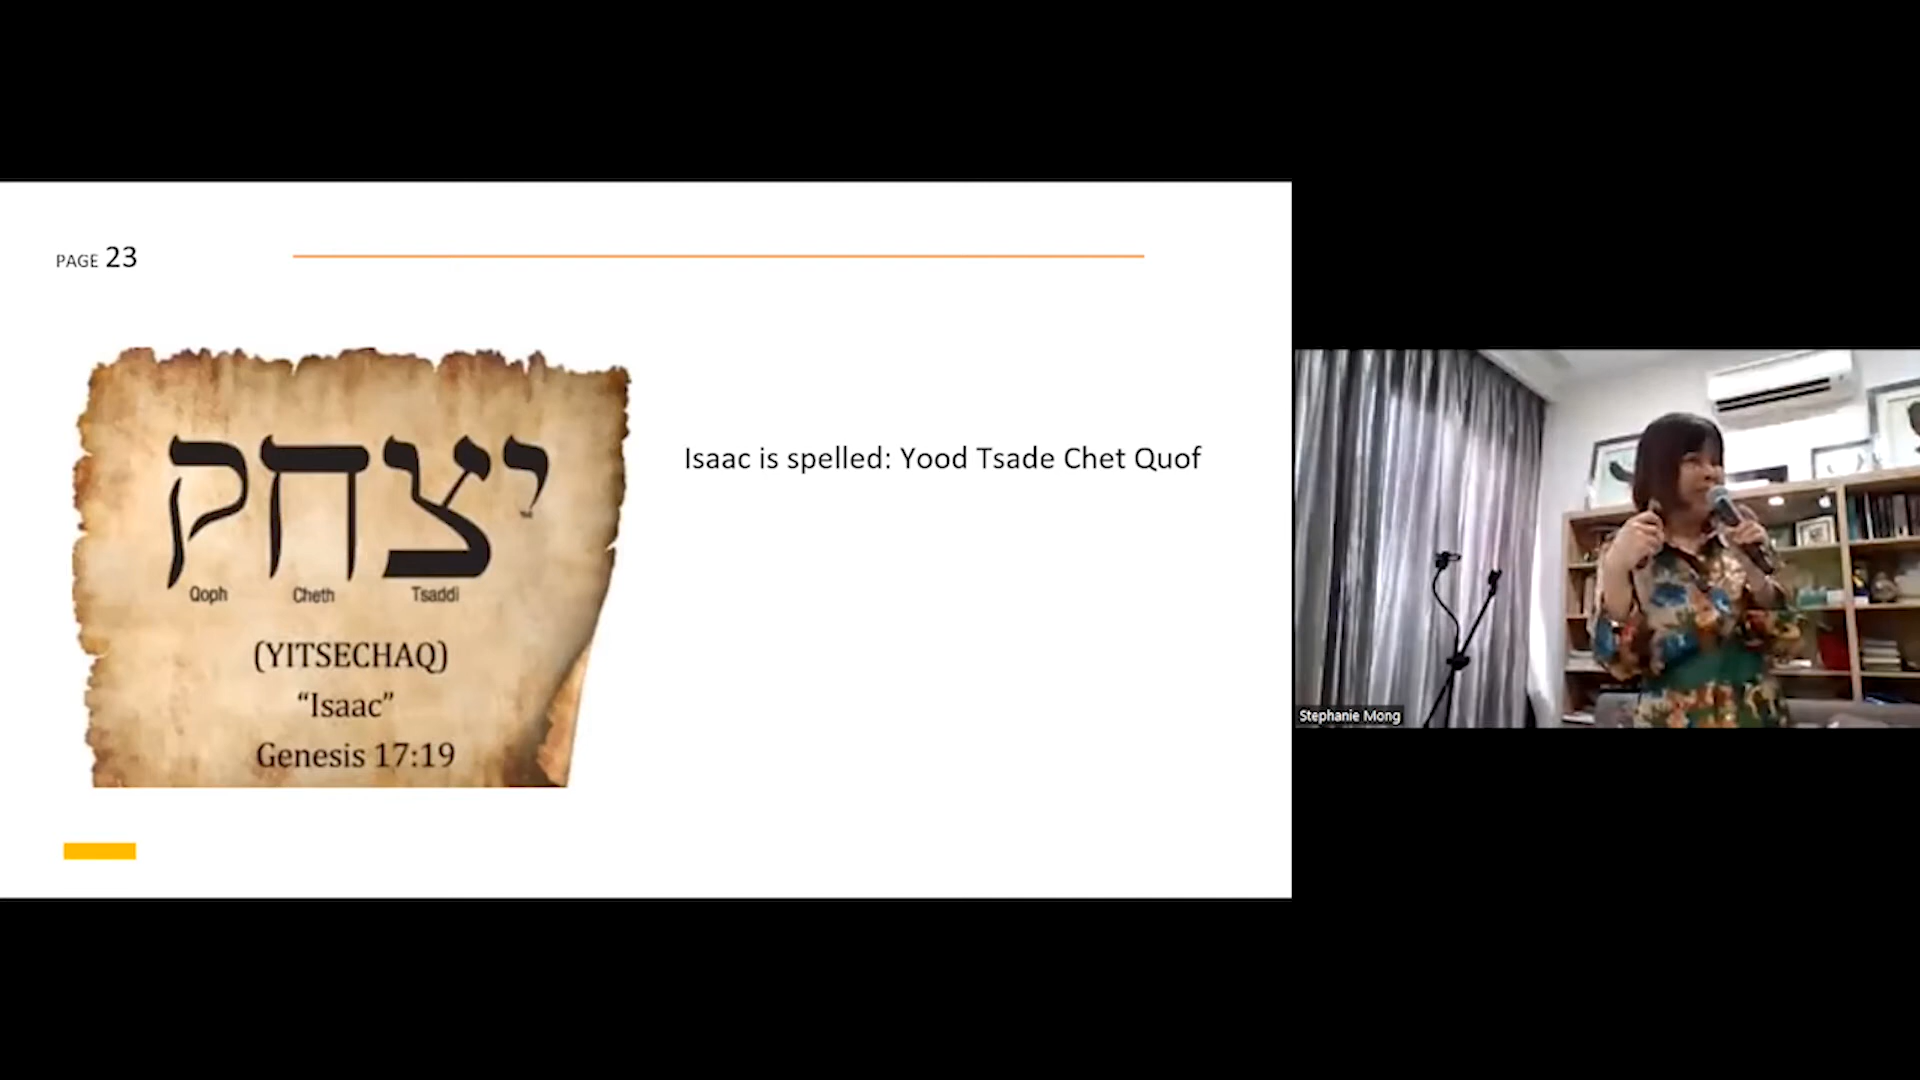 PAGE 23
יצחק
Qoph Cheth Tsaddi
(YITSECHAQ)
“Isaac”
Genesis 17:19
Isaac is spelled: Yood Tsade Chet Quof
Stephanie Mong